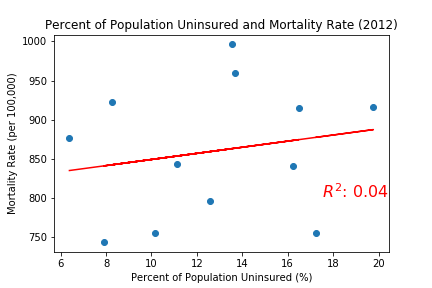 Percent of Population Uninsured and Mortality Rate (2012)
1000
950
900
850
800
750
Mortality Rate (per 100,000)
R²: 0.04
6 8 10 12 14 16 18 20
Percent of Population Uninsured (%)